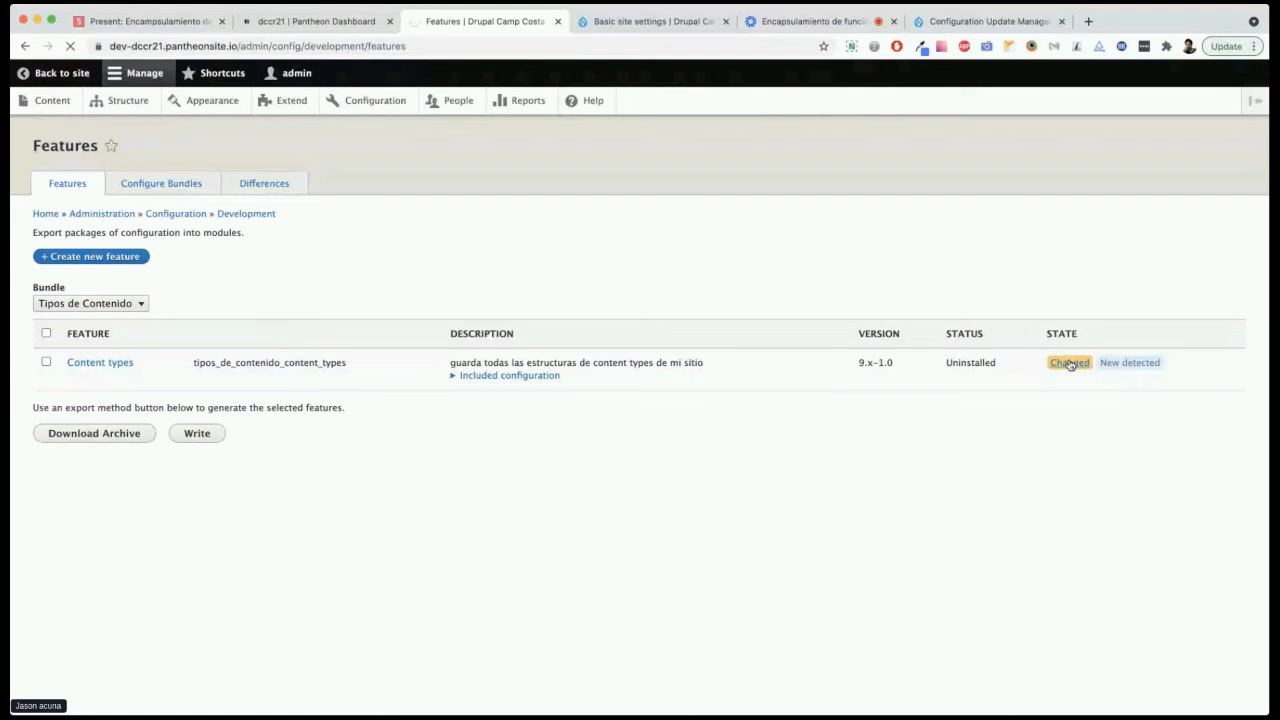 Present: Encampsulamiento de
dccr21 | Pantheon Dashboard
Features | Drupal Camp Costa
Basic site settings | Drupal Ca
Encapsulamiento de funci
Configuration Update Manage
dev-dccr21.pantheonsite.io/admin/config/development/features
Update
Back to site
Manage
Shortcuts
admin
Content
Structure
Appearance
Extend
Configuration
People
Reports
Help
Features
Features
Configure Bundles
Differences
Home » Administration » Configuration » Development
Export packages of configuration into modules.
+ Create new feature
Bundle
Tipos de Contenido
FEATURE DESCRIPTION VERSION STATUS STATE
Content types tipos_de_contenido_content_types guarda todas las estructuras de content types de mi sitio 9.x-1.0 Uninstalled Changed New detected
Included configuration
Use an export method button below to generate the selected features.
Download Archive
Write
Jason acuna